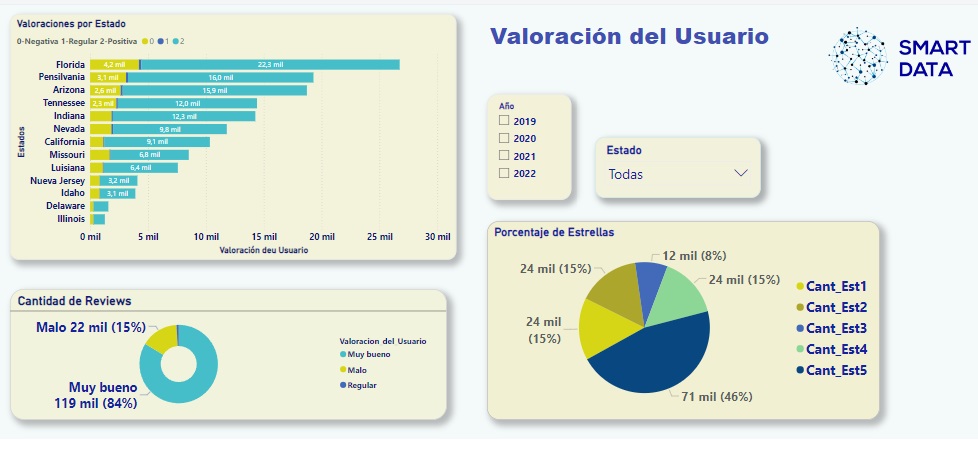 Valoraciones por Estado
0-Negativa 1-Regular 2-Positiva 0 1 2
Estados
Florida 4,2 mil 22,3 mil
Pensilvania 3,1 mil 16,0 mil
Arizona 2,6 mil 15,9 mil
Tennessee 2,3 mil 12,0 mil
Indiana 12,3 mil
Nevada 9,8 mil
California 9,1 mil
Missouri 6,8 mil
Luisiana 6,4 mil
Nueva Jersey 3,2 mil
Idaho 3,1 mil
Delaware
Illinois
0 mil 5 mil 10 mil 15 mil 20 mil 25 mil 30 mil
Valoración deu Usuario
Valoración del Usuario
SMART
DATA
Año
2019
2020
2021
2022
Estado
Todas
Cantidad de Reviews
Malo 22 mil (15%)
Muy bueno
119 mil (84%)
Valoracion del Usuario
Muy bueno
Malo
Regular
Porcentaje de Estrellas
12 mil (8%)
24 mil (15%)
24 mil (15%)
24 mil
(15%)
71 mil (46%)
Cant_Est1
Cant_Est2
Cant_Est3
Cant_Est4
Cant_Est5